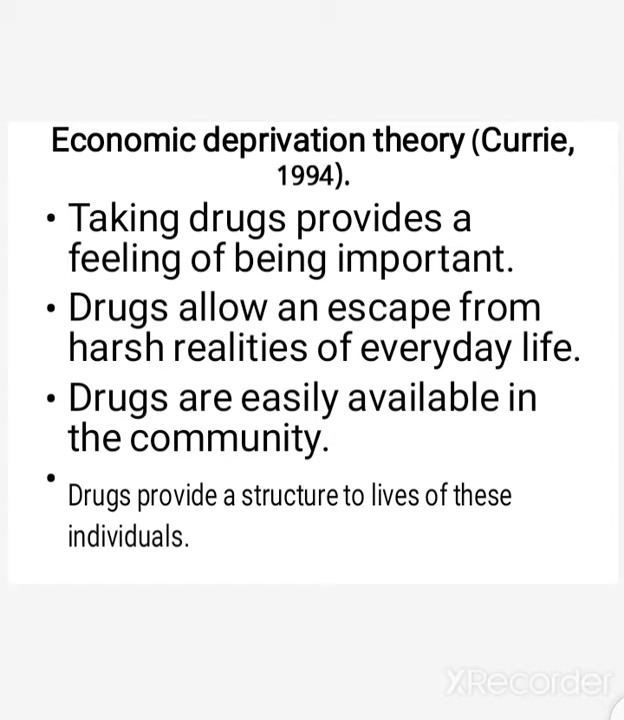 Economic deprivation theory (Currie,
1994).
• Taking drugs provides a
feeling of being important.
• Drugs allow an escape from
harsh realities of everyday life.
• Drugs are easily available in
the community.
• Drugs provide a structure to lives of these
individuals.
XRecorder